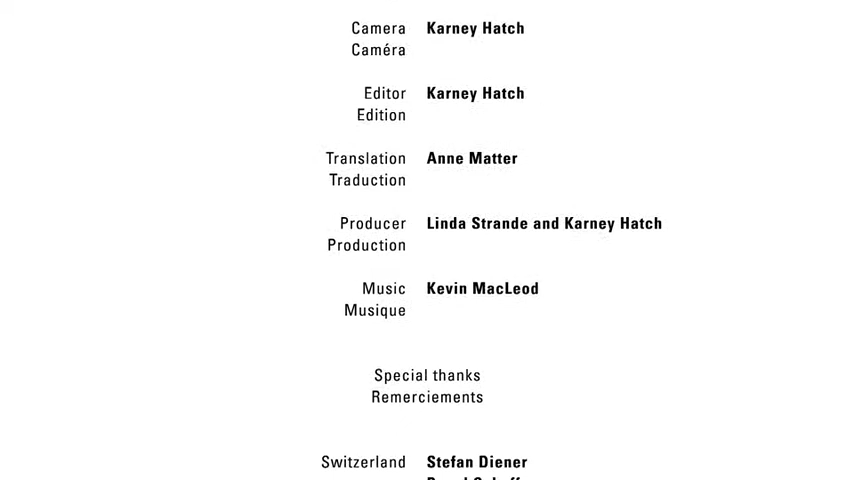 Camera Karney Hatch
Caméra
Editor Karney Hatch
Edition
Translation Anne Matter
Traduction
Producer Linda Strande and Karney Hatch
Production
Music Kevin MacLeod
Musique
Special thanks
Remerciements
Switzerland Stefan Diener